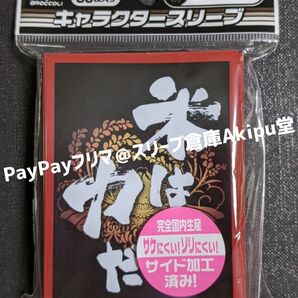 BROCCOLI
キャラクタースリーブ
米は
力だ
PayPayフリマ@スリーブ倉庫Akipu堂
完全国内生産
サケにくい!ソリにくい!
サイド加工
済み!